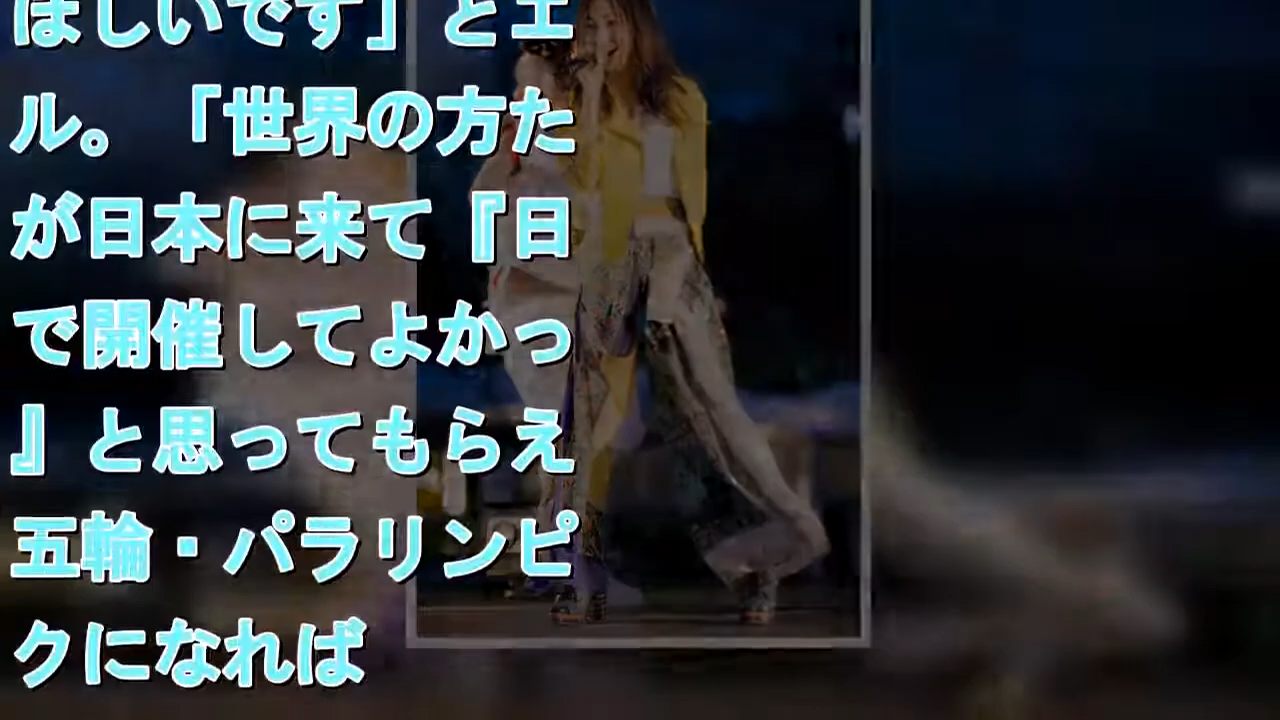 ほしいです」とエ
ル。「世界の方た
が日本に来て『日
で開催してよかっ
』と思ってもらえ
五輪・パラリンピ
クになれば